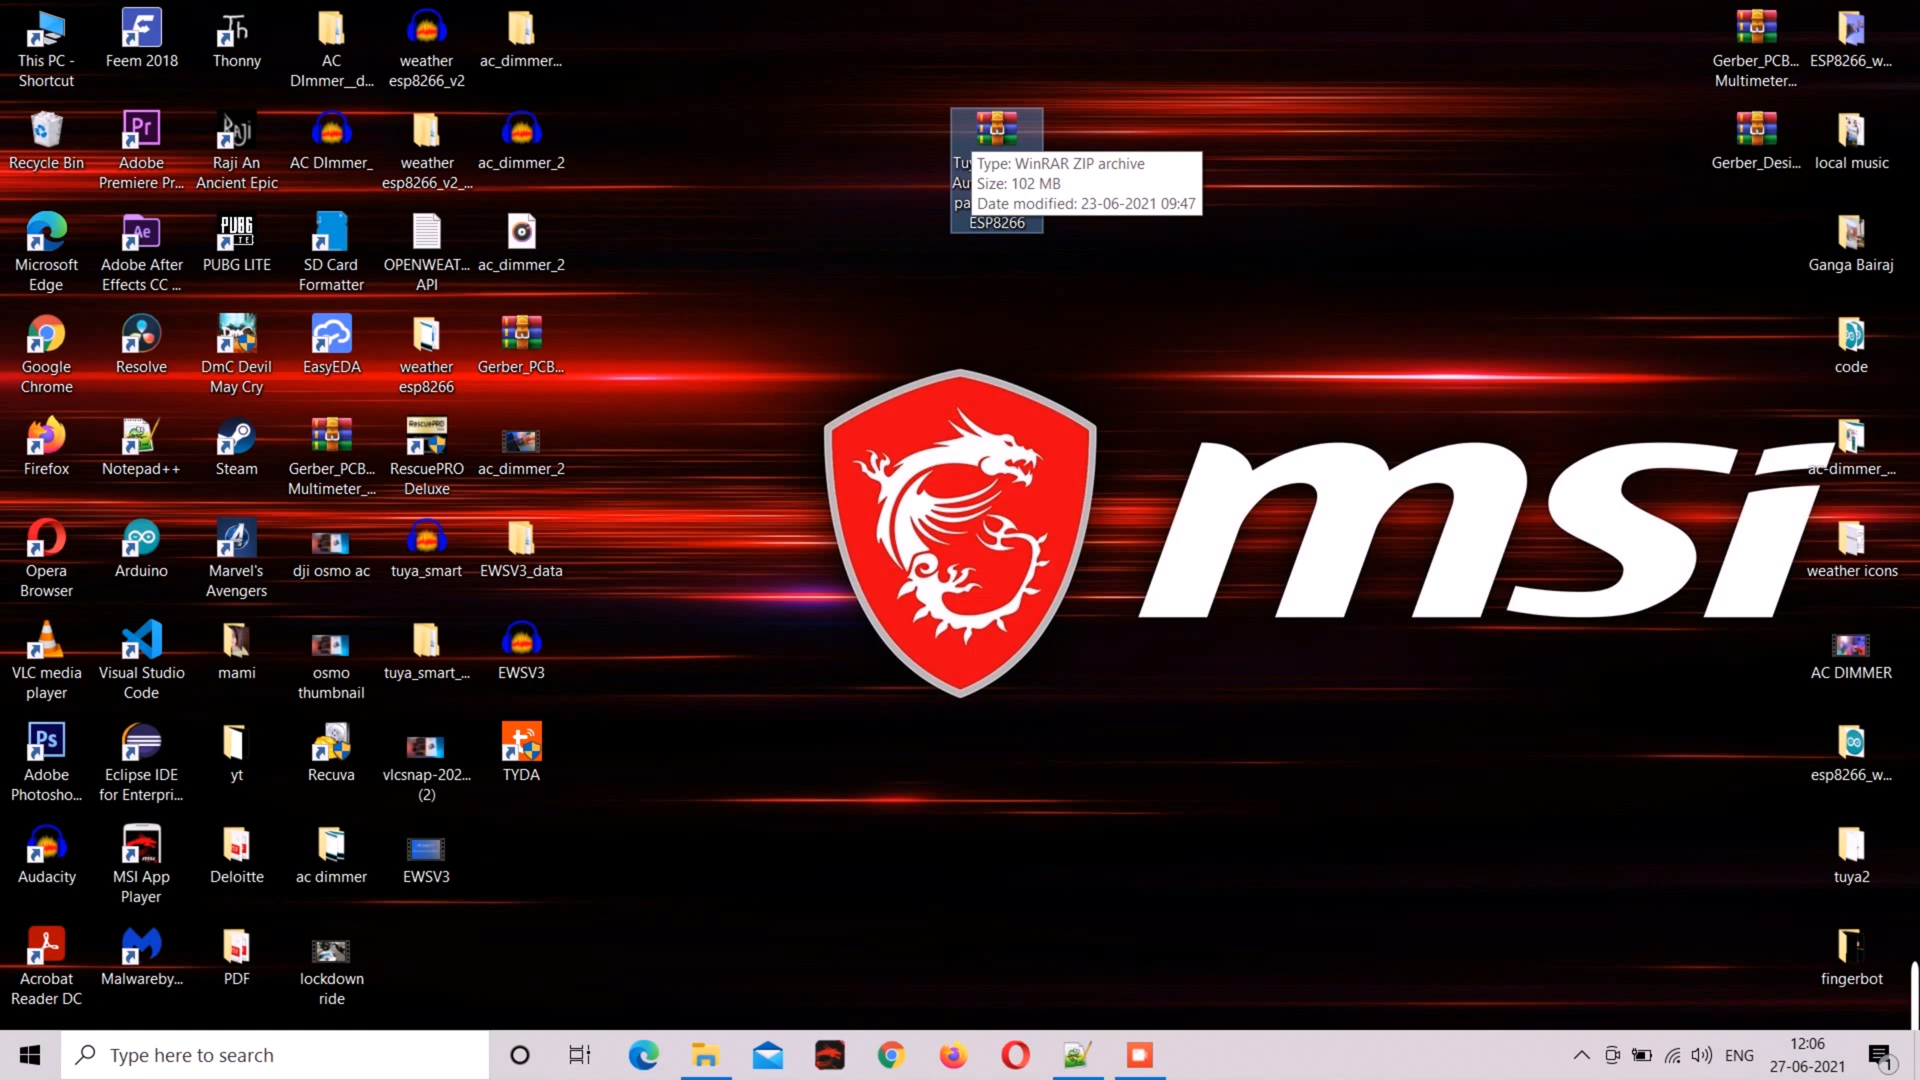 This PC -
Shortcut
Feem 2018
Thonny
AC
DImmer__d...
weather
esp8266_v2
ac_dimmer...
Recycle Bin
Adobe
Premiere Pr...
Raji An
Ancient Epic
AC DImmer_
weather
esp8266_v2_...
ac_dimmer_2
Microsoft
Edge
Adobe After
Effects CC ...
PUBG LITE
SD Card
Formatter
OPENWEAT...
API
ac_dimmer_2
Google
Chrome
Resolve
DmC Devil
May Cry
EasyEDA
weather
esp8266
Gerber_PCB...
Firefox
Notepad++
Steam
Gerber_PCB...
Multimeter_...
RescuePRO
Deluxe
ac_dimmer_2
Opera
Browser
Arduino
Marvel's
Avengers
dji osmo ac
tuya_smart
EWSV3_data
VLC media
player
Visual Studio
Code
mami
osmo
thumbnail
tuya_smart_...
EWSV3
Adobe
Photosho...
Eclipse IDE
for Enterpri...
yt
Recuva
vlcsnap-202...
(2)
TYDA
Audacity
MSI App
Player
Deloitte
ac dimmer
EWSV3
Acrobat
Reader DC
Malwareby...
PDF
lockdown
ride
Type: WinRAR ZIP archive
Size: 102 MB
Date modified: 23-06-2021 09:47
ESP8266
msi
Gerber_PCB...
Multimeter...
ESP8266_w...
Gerber_Desi...
local music
Ganga Bairaj
code
ac-dimmer_...
weather icons
AC DIMMER
esp8266_w...
tuya2
fingerbot
Type here to search
ENG
12:06
27-06-2021
1